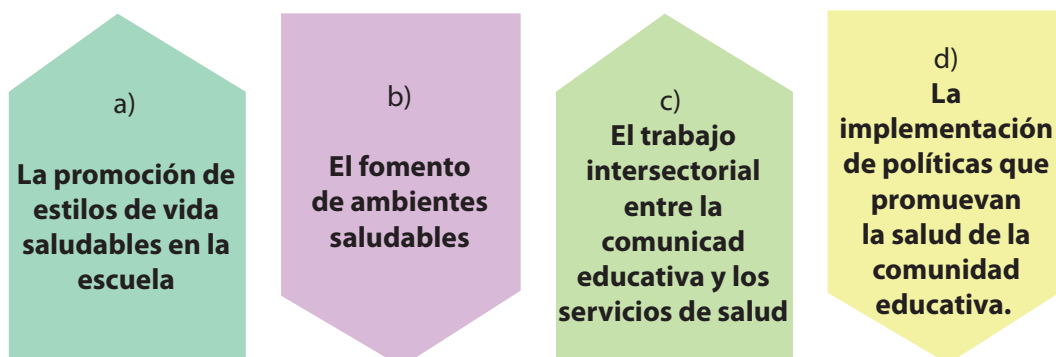 a)
La promoción de
estilos de vida
saludables en la
escuela
b)
El fomento
de ambientes
saludables
c)
El trabajo
intersectorial
entre la
comunicad
educativa y los
servicios de salud
d)
La
implementación
de políticas que
promuevan
la salud de la
comunidad
educativa.